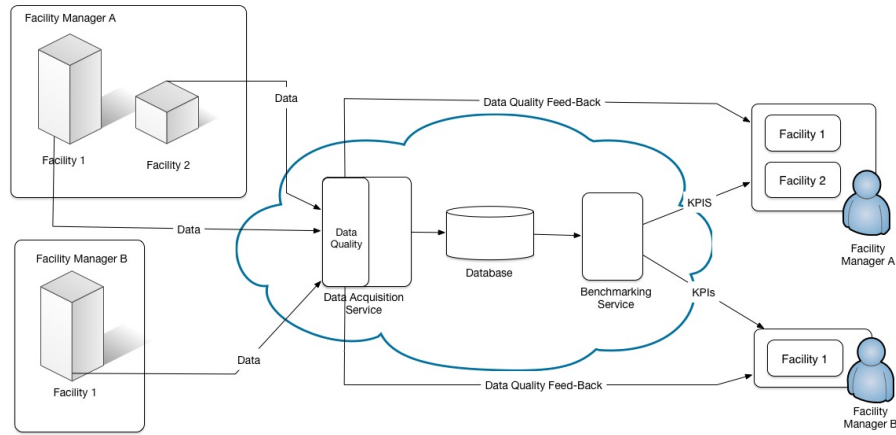 Facility Manager A
Facility 1
Facility 2
Data
Data
Facility Manager B
Facility 1
Data
Data Quality Feed-Back
Data
Quality
Data Acquisition
Service
Database
Benchmarking
Service
KPIS
KPIs
Data Quality Feed-Back
Facility 1
Facility 2
Facility
Manager A
Facility 1
Facility
Manager B